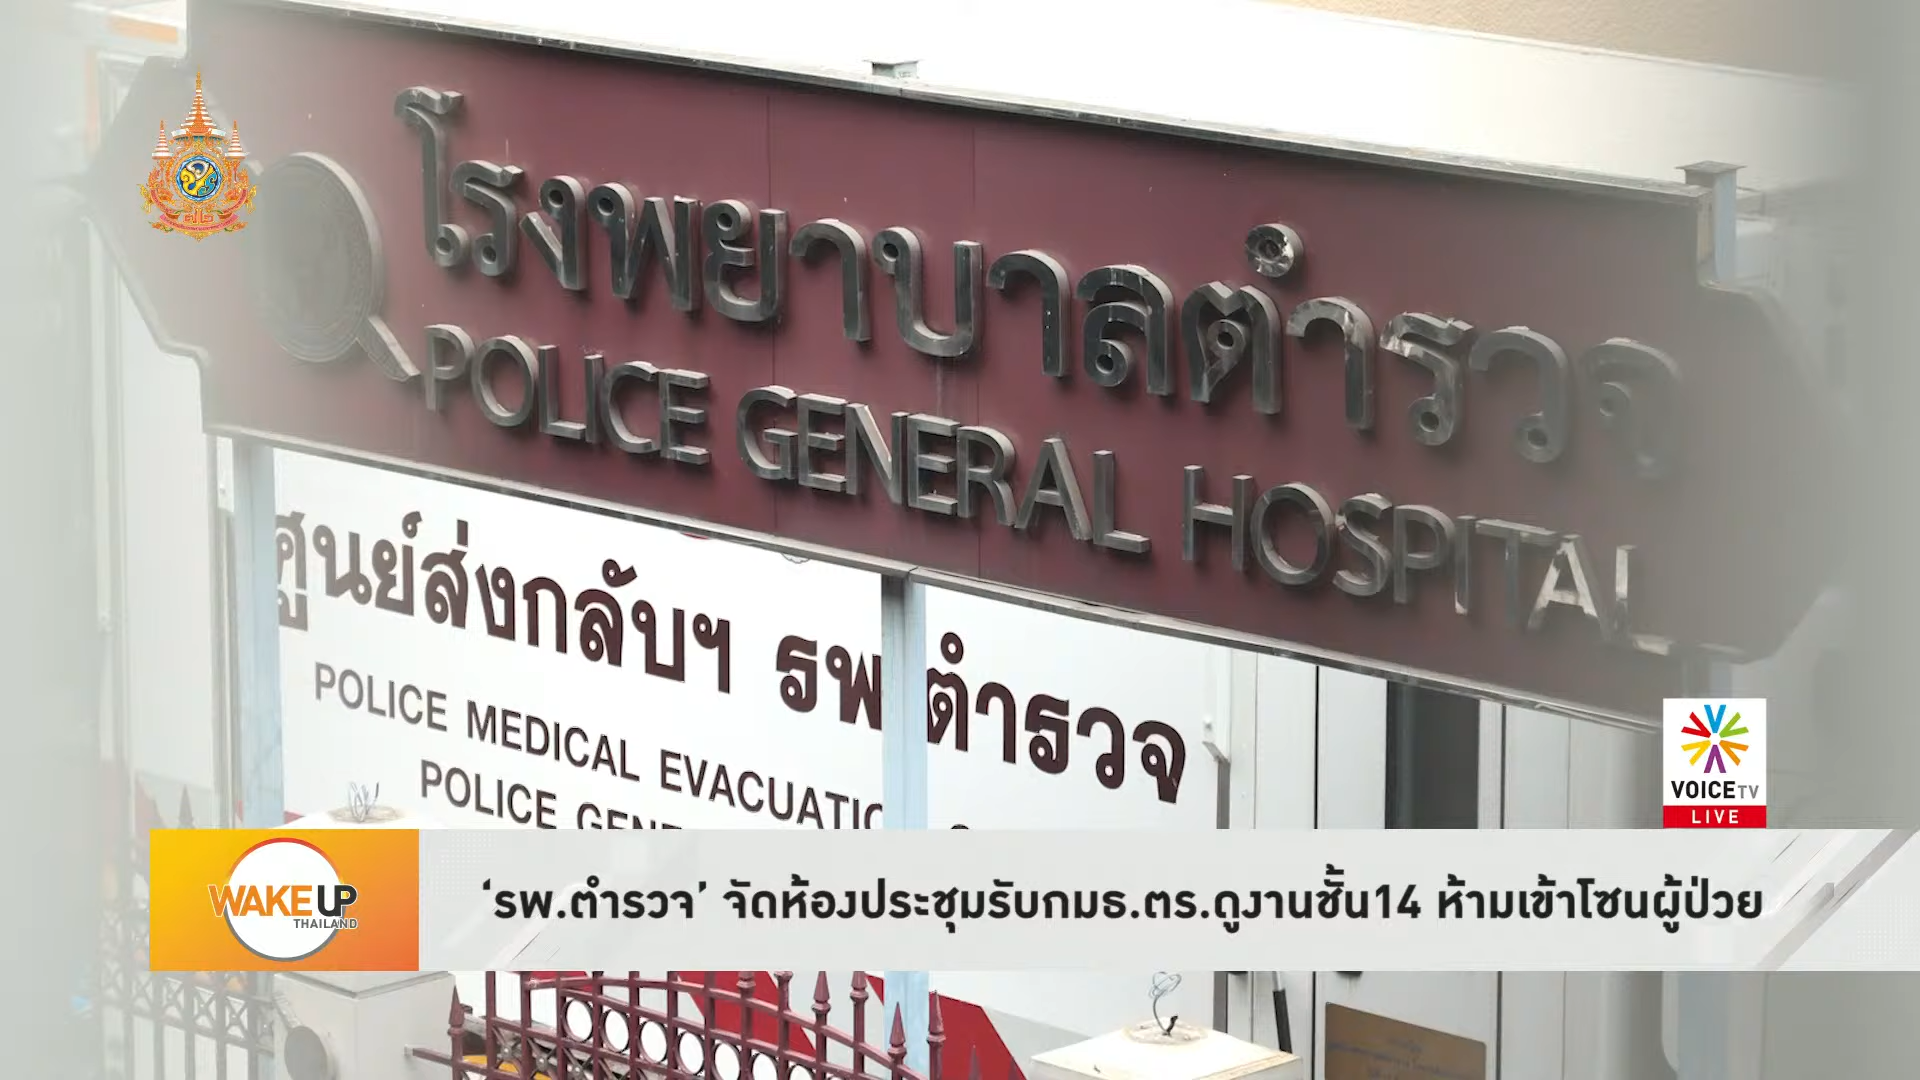 โรงพยาบาลตำรวจ
POLICE GENERAL HOSPITAL
ศูนย์ส่งกลับฯ รพ ตำรวจ
POLICE MEDICAL EVACUATIO
POLICE GEN
VOICE TV
LIVE
WAKE UP
THAILAND
‘รพ.ตำรวจ’ จัดห้องประชุมรับกมธ.ตร.ดูงานชั้น14 ห้ามเข้าโซนผู้ป่วย